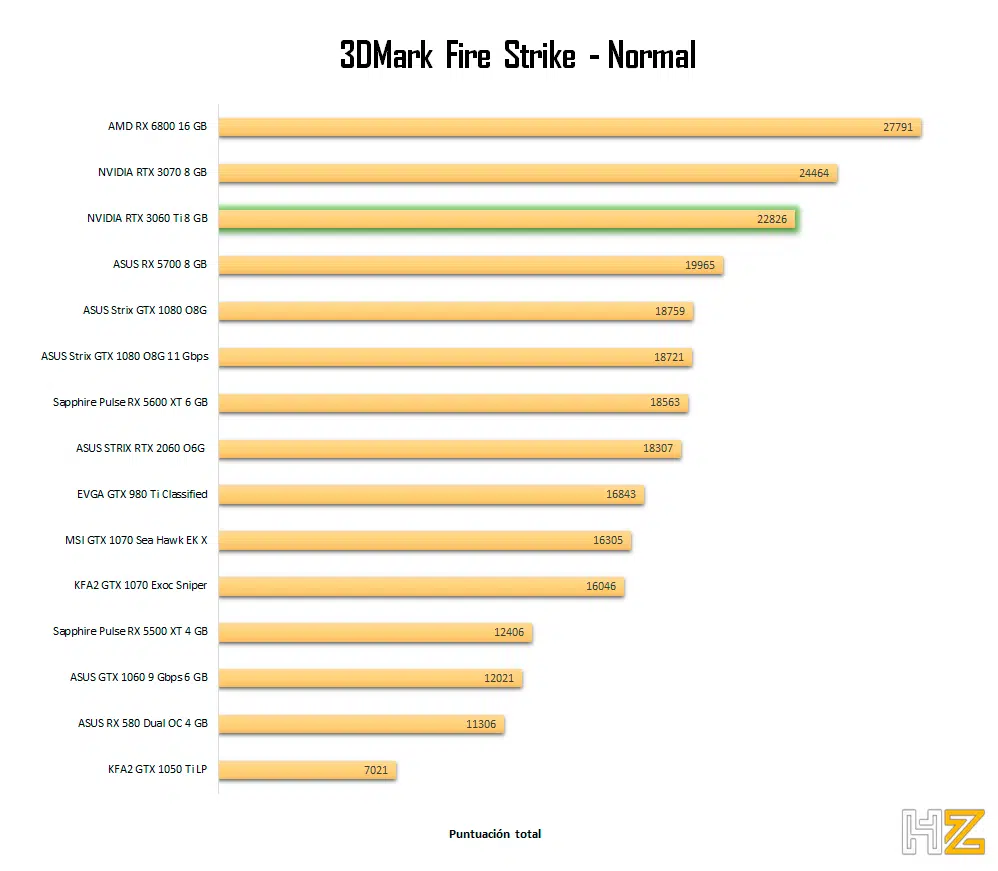 3DMark Fire Strike - Normal
AMD RX 6800 16 GB 27791
NVIDIA RTX 3070 8 GB 24464
NVIDIA RTX 3060 Ti 8 GB 22826
ASUS RX 5700 8 GB 19965
ASUS Strix GTX 1080 O8G 18759
ASUS Strix GTX 1080 O8G 11 Gbps 18721
Sapphire Pulse RX 5600 XT 6 GB 18563
ASUS STRIX RTX 2060 O6G 18307
EVGA GTX 980 Ti Classified 16843
MSI GTX 1070 Sea Hawk EK X 16305
KFA2 GTX 1070 Exoc Sniper 16046
Sapphire Pulse RX 5500 XT 4 GB 12406
ASUS GTX 1060 9 Gbps 6 GB 12021
ASUS RX 580 Dual OC 4 GB 11306
KFA2 GTX 1050 Ti LP 7021
Puntuación total
HZ